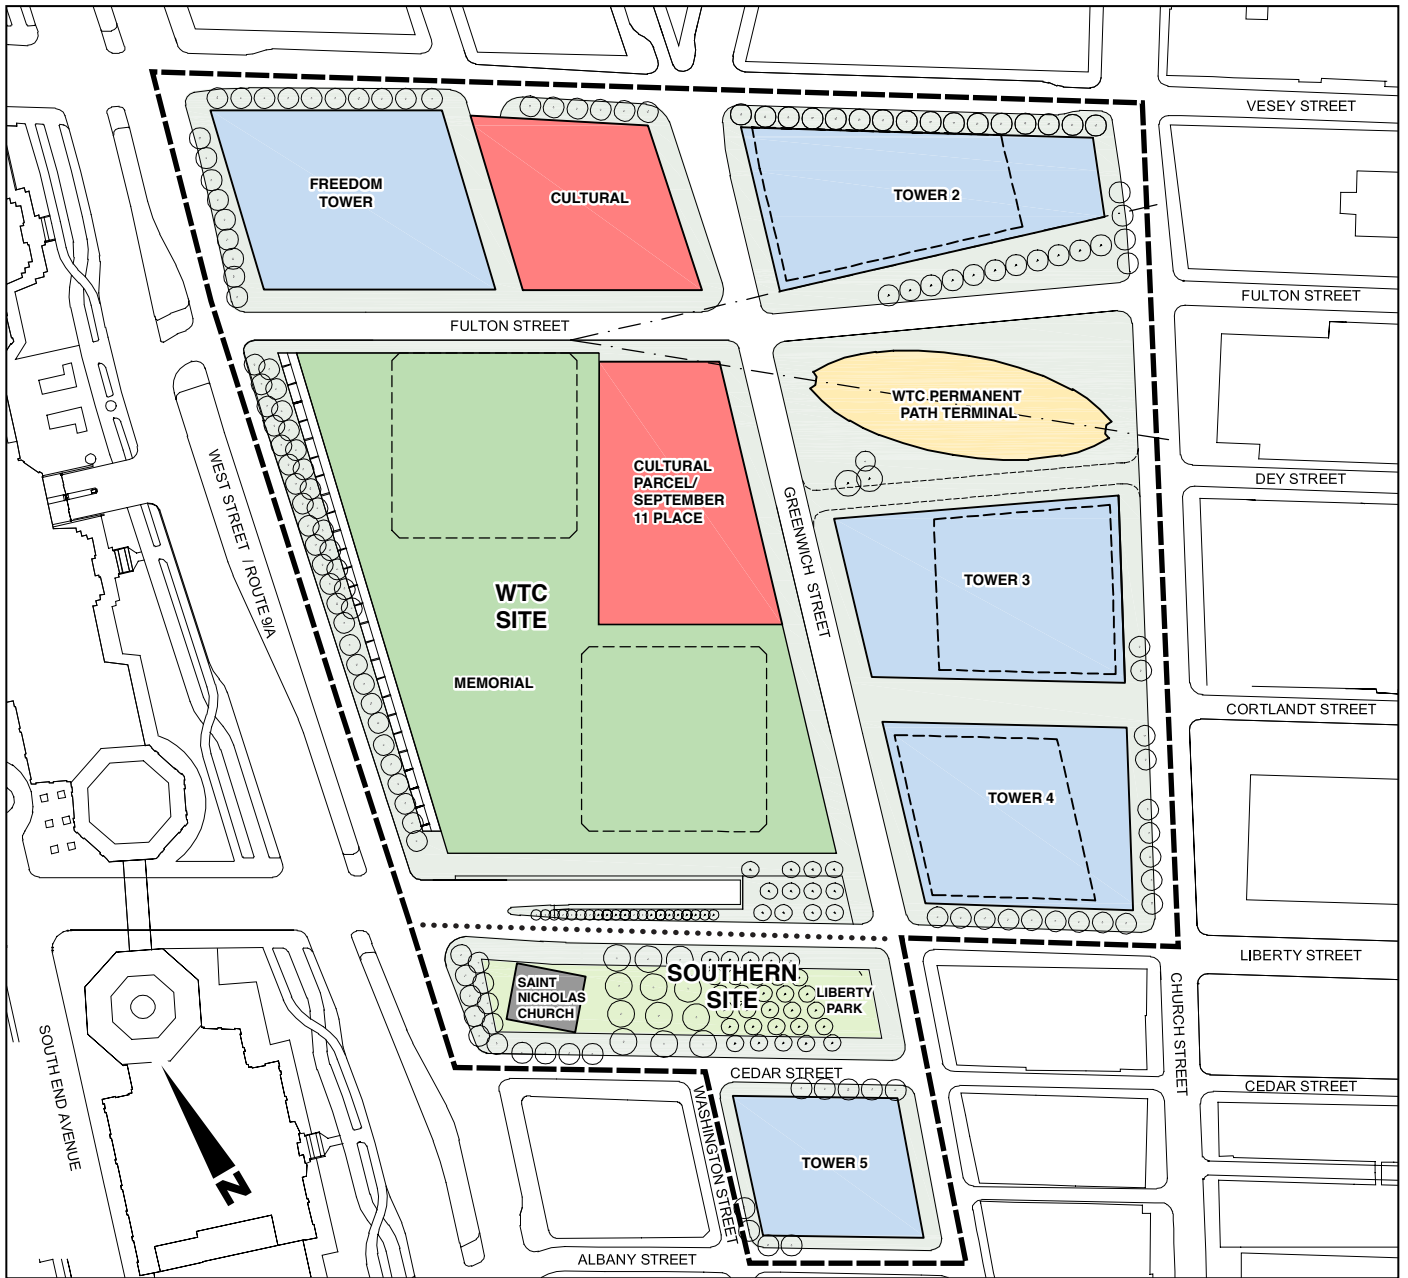 VESEY STREET
FREEDOM
TOWER
CULTURAL
TOWER 2
FULTON STREET
FULTON STREET
WTC PERMANENT
PATH TERMINAL
CULTURAL
PARCEL/
SEPTEMBER
11 PLACE
DEY STREET
WEST STREET / ROUTE 9/A
GREENWICH STREET
TOWER 3
WTC
SITE
MEMORIAL
CORTLANDT STREET
TOWER 4
LIBERTY STREET
SOUTHERN
SITE
SAINT
NICHOLAS
CHURCH
LIBERTY
PARK
CHURCH STREET
SOUTH END AVENUE
CEDAR STREET
CEDAR STREET
WASHINGTON STREET
TOWER 5
N
ALBANY STREET